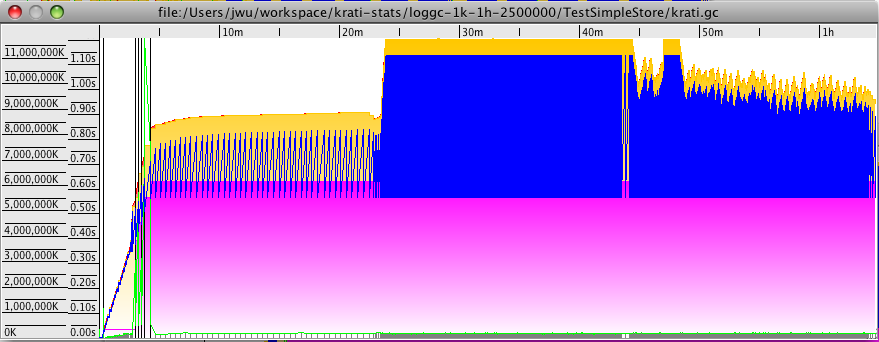 file:/Users/jwu/workspace/krati-stats/loggc-1k-1h-2500000/TestSimpleStore/krati.gc
10m 20m 30m 40m 50m 1h
11,000,000K 1.10s
10,000,000K 1.00s
9,000,000K 0.90s
8,000,000K 0.80s
7,000,000K 0.70s
6,000,000K 0.60s
5,000,000K 0.50s
4,000,000K 0.40s
3,000,000K 0.30s
2,000,000K 0.20s
1,000,000K 0.10s
0K 0.00s